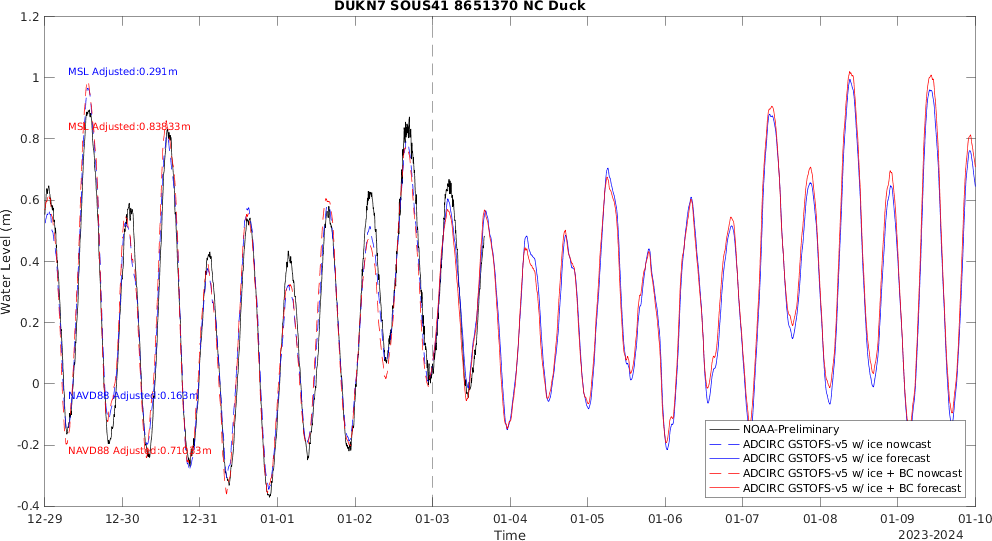 DUKN7 SOUS41 8651370 NC Duck
1.2
1
0.8
0.6
0.4
0.2
0
-0.2
-0.4
Water Level (m)
MSL Adjusted:0.291m
MSL Adjusted:0.83833m
NAVD88 Adjusted:0.163m
NAVD88 Adjusted:0.71033m
NOAA-Preliminary
ADCIRC GSTOFS-v5 w/ ice nowcast
ADCIRC GSTOFS-v5 w/ ice forecast
ADCIRC GSTOFS-v5 w/ ice + BC nowcast
ADCIRC GSTOFS-v5 w/ ice + BC forecast
12-29 12-30 12-31 01-01 01-02 01-03 01-04 01-05 01-06 01-07 01-08 01-09 01-10
Time
2023-2024